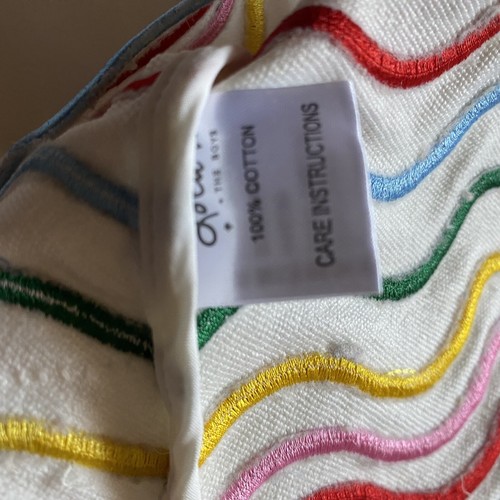 & THE BOYS
100% COTTON
CARE INSTRUCTIONS